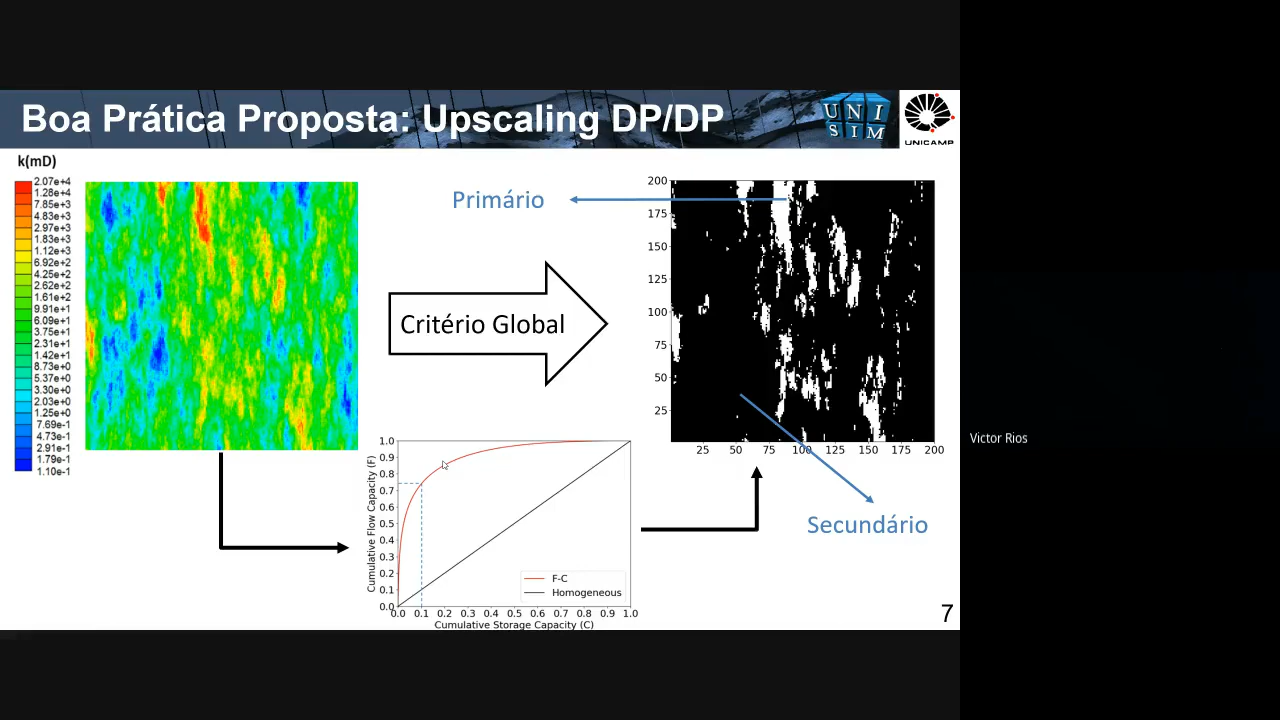 Boa Prática Proposta: Upscaling DP/DP
UNI
SIM
UNICAMP
k(mD)
2.07e+4
1.28e+4
7.85e+3
4.83e+3
2.97e+3
1.83e+3
1.12e+3
6.92e+2
4.25e+2
2.62e+2
1.61e+2
9.91e+1
6.09e+1
3.75e+1
2.31e+1
1.42e+1
8.73e+0
5.37e+0
3.30e+0
2.03e+0
1.25e+0
7.69e-1
4.73e-1
2.91e-1
1.79e-1
1.10e-1
Primário
Critério Global
200
175
150
125
100
75
50
25
25 50 75 100 125 150 175 200
Secundário
Cumulative Flow Capacity (F)
1.0
0.9
0.8
0.7
0.6
0.5
0.4
0.3
0.2
0.1
0.0
F-C
Homogeneous
0.0 0.1 0.2 0.3 0.4 0.5 0.6 0.7 0.8 0.9 1.0
Cumulative Storage Capacity (C)
7
Victor Rios